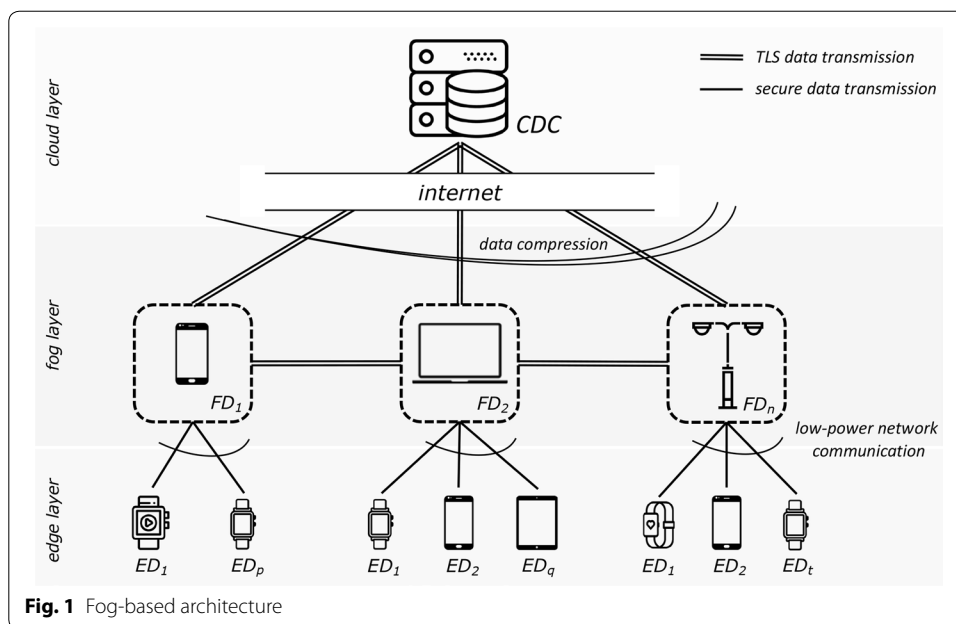 cloud layer
TLS data transmission
secure data transmission
CDC
internet
data compression
fog layer
FD₁
FD₂
FDₙ
low-power network
communication
edge layer
ED₁
EDₚ
ED₁
ED₂
ED_q
ED₁
ED₂
EDₜ
Fig. 1 Fog-based architecture